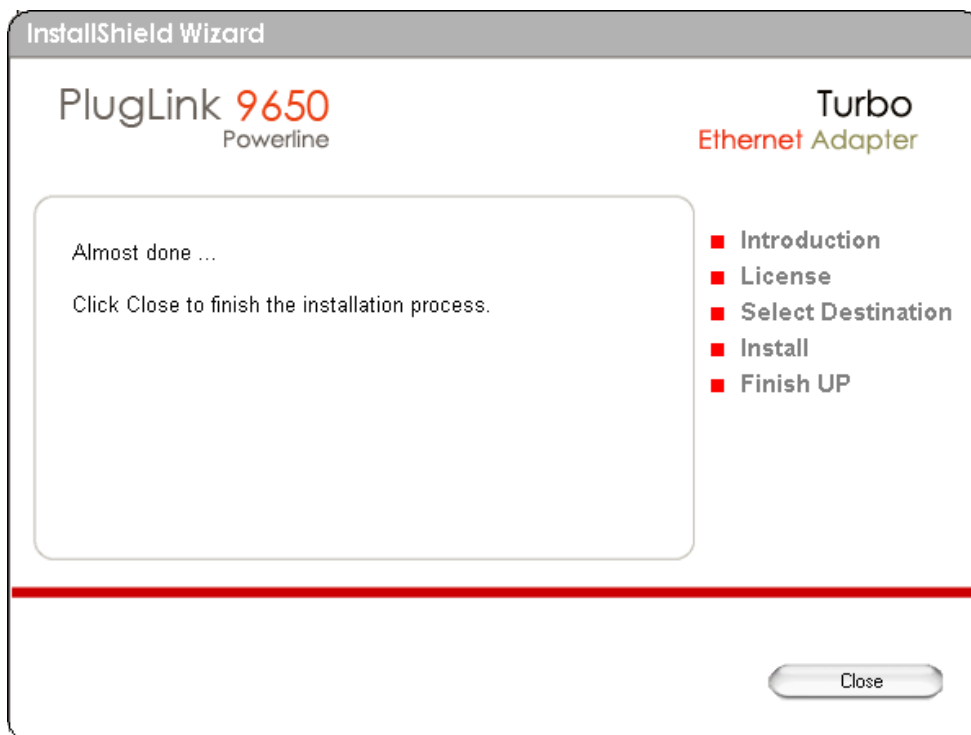 InstallShield Wizard
PlugLink 9650
Powerline
Turbo
Ethernet Adapter
Almost done ...
Click Close to finish the installation process.
Introduction
License
Select Destination
Install
Finish UP
Close